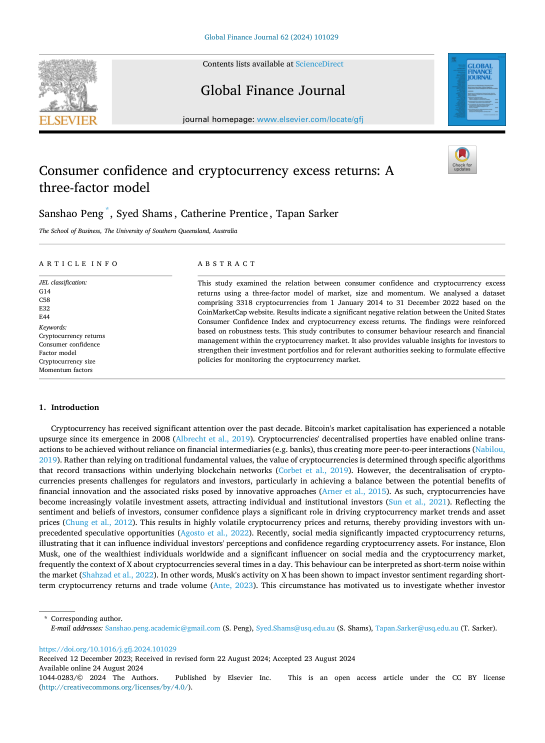 Global Finance Journal 62 (2024) 101029
Contents lists available at ScienceDirect
Global Finance Journal
journal homepage: www.elsevier.com/locate/gfj
ELSEVIER
GLOBAL
FINANCE
JOURNAL
Check for
updates
Consumer confidence and cryptocurrency excess returns: A
three-factor model
Sanshao Peng *, Syed Shams, Catherine Prentice, Tapan Sarker
The School of Business, The University of Southern Queensland, Australia
ARTICLE INFO
JEL classification:
G14
C58
E32
E44
Keywords:
Cryptocurrency returns
Consumer confidence
Factor model
Cryptocurrency size
Momentum factors
ABSTRACT
This study examined the relation between consumer confidence and cryptocurrency excess
returns using a three-factor model of market, size and momentum. We analysed a dataset
comprising 3318 cryptocurrencies from 1 January 2014 to 31 December 2022 based on the
CoinMarketCap website. Results indicate a significant negative relation between the United States
Consumer Confidence Index and cryptocurrency excess returns. The findings were reinforced
based on robustness tests. This study contributes to consumer behaviour research and financial
management within the cryptocurrency market. It also provides valuable insights for investors to
strengthen their investment portfolios and for relevant authorities seeking to formulate effective
policies for monitoring the cryptocurrency market.
1. Introduction
Cryptocurrency has received significant attention over the past decade. Bitcoin's market capitalisation has experienced a notable
upsurge since its emergence in 2008 (Albrecht et al., 2019). Cryptocurrencies' decentralised properties have enabled online trans-
actions to be achieved without reliance on financial intermediaries (e.g. banks), thus creating more peer-to-peer interactions (Nabilou,
2019). Rather than relying on traditional fundamental values, the value of cryptocurrencies is determined through specific algorithms
that record transactions within underlying blockchain networks (Corbet et al., 2019). However, the decentralisation of crypto-
currencies presents challenges for regulators and investors, particularly in achieving a balance between the potential benefits of
financial innovation and the associated risks posed by innovative approaches (Arner et al., 2015). As such, cryptocurrencies have
become increasingly volatile investment assets, attracting individual and institutional investors (Sun et al., 2021). Reflecting the
sentiment and beliefs of investors, consumer confidence plays a significant role in driving cryptocurrency market trends and asset
prices (Chung et al., 2012). This results in highly volatile cryptocurrency prices and returns, thereby providing investors with un-
precedented speculative opportunities (Agosto et al., 2022). Recently, social media significantly impacted cryptocurrency returns,
illustrating that it can influence individual investors' perceptions and confidence regarding cryptocurrency assets. For instance, Elon
Musk, one of the wealthiest individuals worldwide and a significant influencer on social media and the cryptocurrency market,
frequently the context of X about cryptocurrencies several times in a day. This behaviour can be interpreted as short-term noise within
the market (Shahzad et al., 2022). In other words, Musk's activity on X has been shown to impact investor sentiment regarding short-
term cryptocurrency returns and trade volume (Ante, 2023). This circumstance has motivated us to investigate whether investor
* Corresponding author.
E-mail addresses: Sanshao.peng.academic@gmail.com (S. Peng), Syed.Shams@usq.edu.au (S. Shams), Tapan.Sarker@usq.edu.au (T. Sarker).
https://doi.org/10.1016/j.gfj.2024.101029
Received 12 December 2023; Received in revised form 22 August 2024; Accepted 23 August 2024
Available online 24 August 2024
1044-0283/© 2024 The Authors. Published by Elsevier Inc. This is an open access article under the CC BY license
(http://creativecommons.org/licenses/by/4.0/).